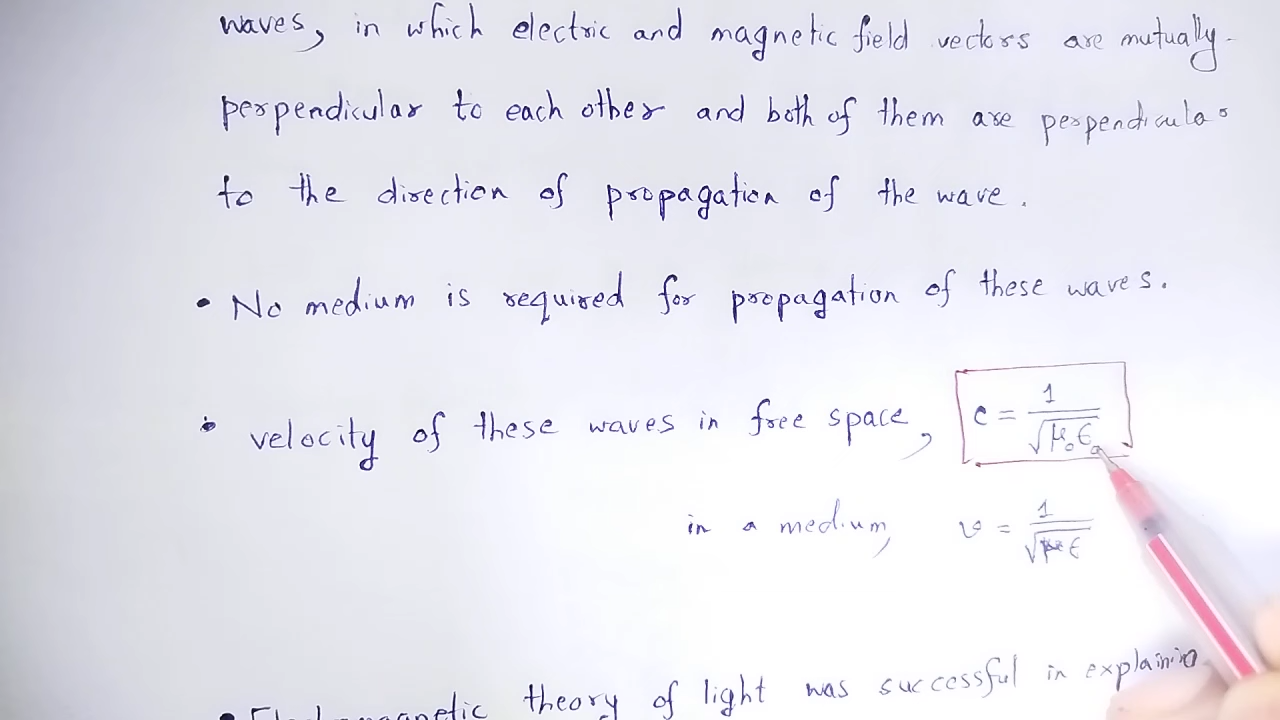 waves, in which electric and magnetic field vectors are mutually
perpendicular to each other and both of them are perpendicular
to the direction of propagation of the wave.
• No medium is required for propagation of these waves.
• velocity of these waves in free space, c = 1/√μ₀ϵ₀
in a medium, v = 1/√μϵ
• Electromagnetic theory of light was successful in explainin